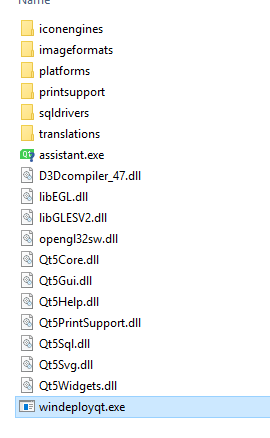 Name
iconengines
imageformats
platforms
printsupport
sqldrivers
translations
assistant.exe
D3Dcompiler_47.dll
libEGL.dll
libGLESV2.dll
opengl32sw.dll
Qt5Core.dll
Qt5Gui.dll
Qt5Help.dll
Qt5PrintSupport.dll
Qt5Sql.dll
Qt5Svg.dll
Qt5Widgets.dll
windeployqt.exe